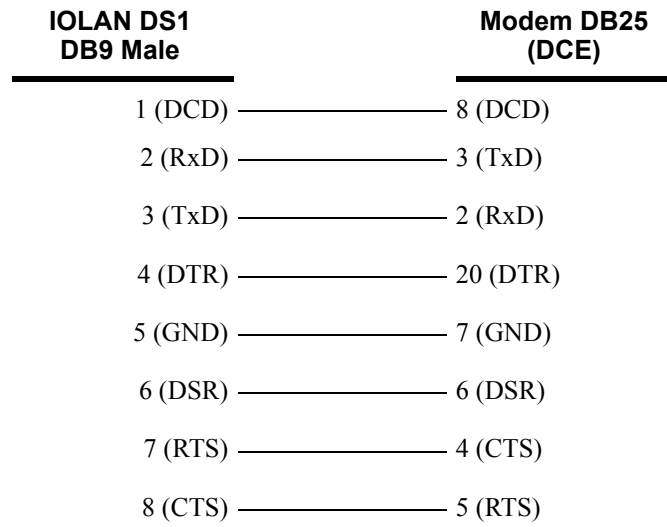 IOLAN DS1
DB9 Male
Modem DB25
(DCE)
1 (DCD) 8 (DCD)
2 (RxD) 3 (TxD)
3 (TxD) 2 (RxD)
4 (DTR) 20 (DTR)
5 (GND) 7 (GND)
6 (DSR) 6 (DSR)
7 (RTS) 4 (CTS)
8 (CTS) 5 (RTS)